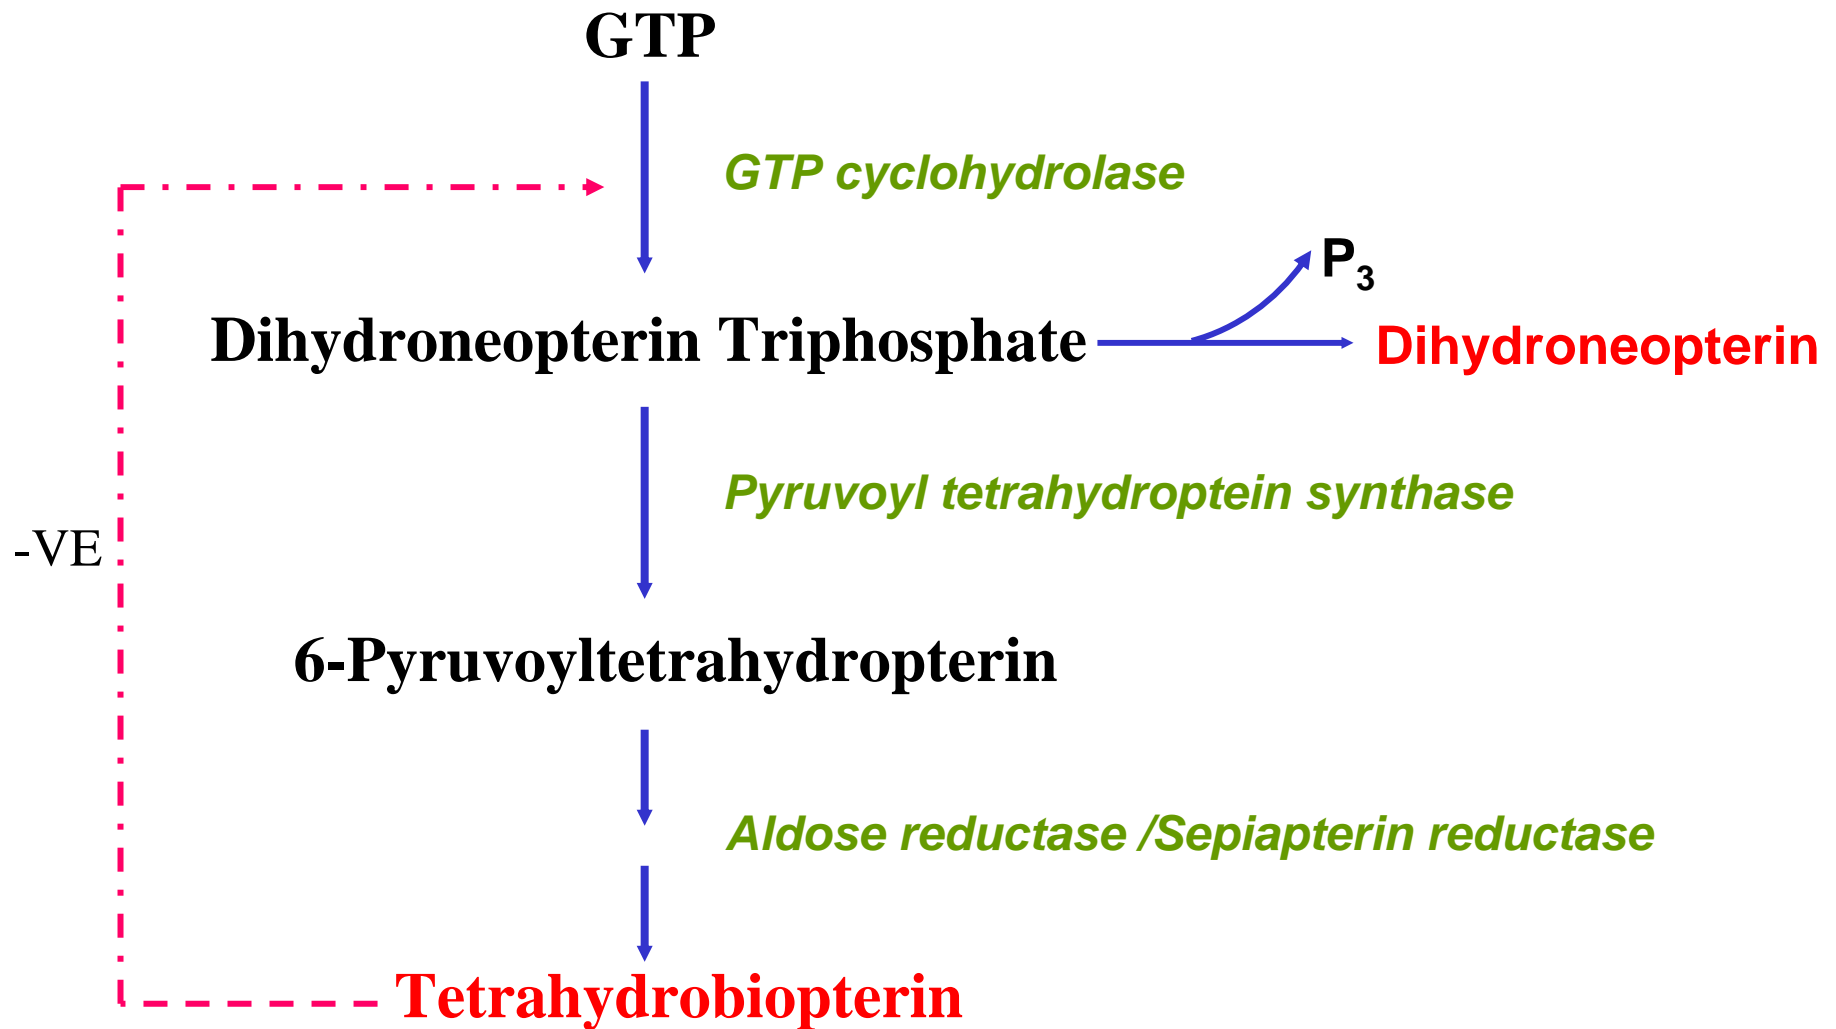 GTP
GTP cyclohydrolase
P₃
Dihydroneopterin Triphosphate
Dihydroneopterin
Pyruvoyl tetrahydroptein synthase
-VE
6-Pyruvoyltetrahydropterin
Aldose reductase /Sepiapterin reductase
Tetrahydrobiopterin